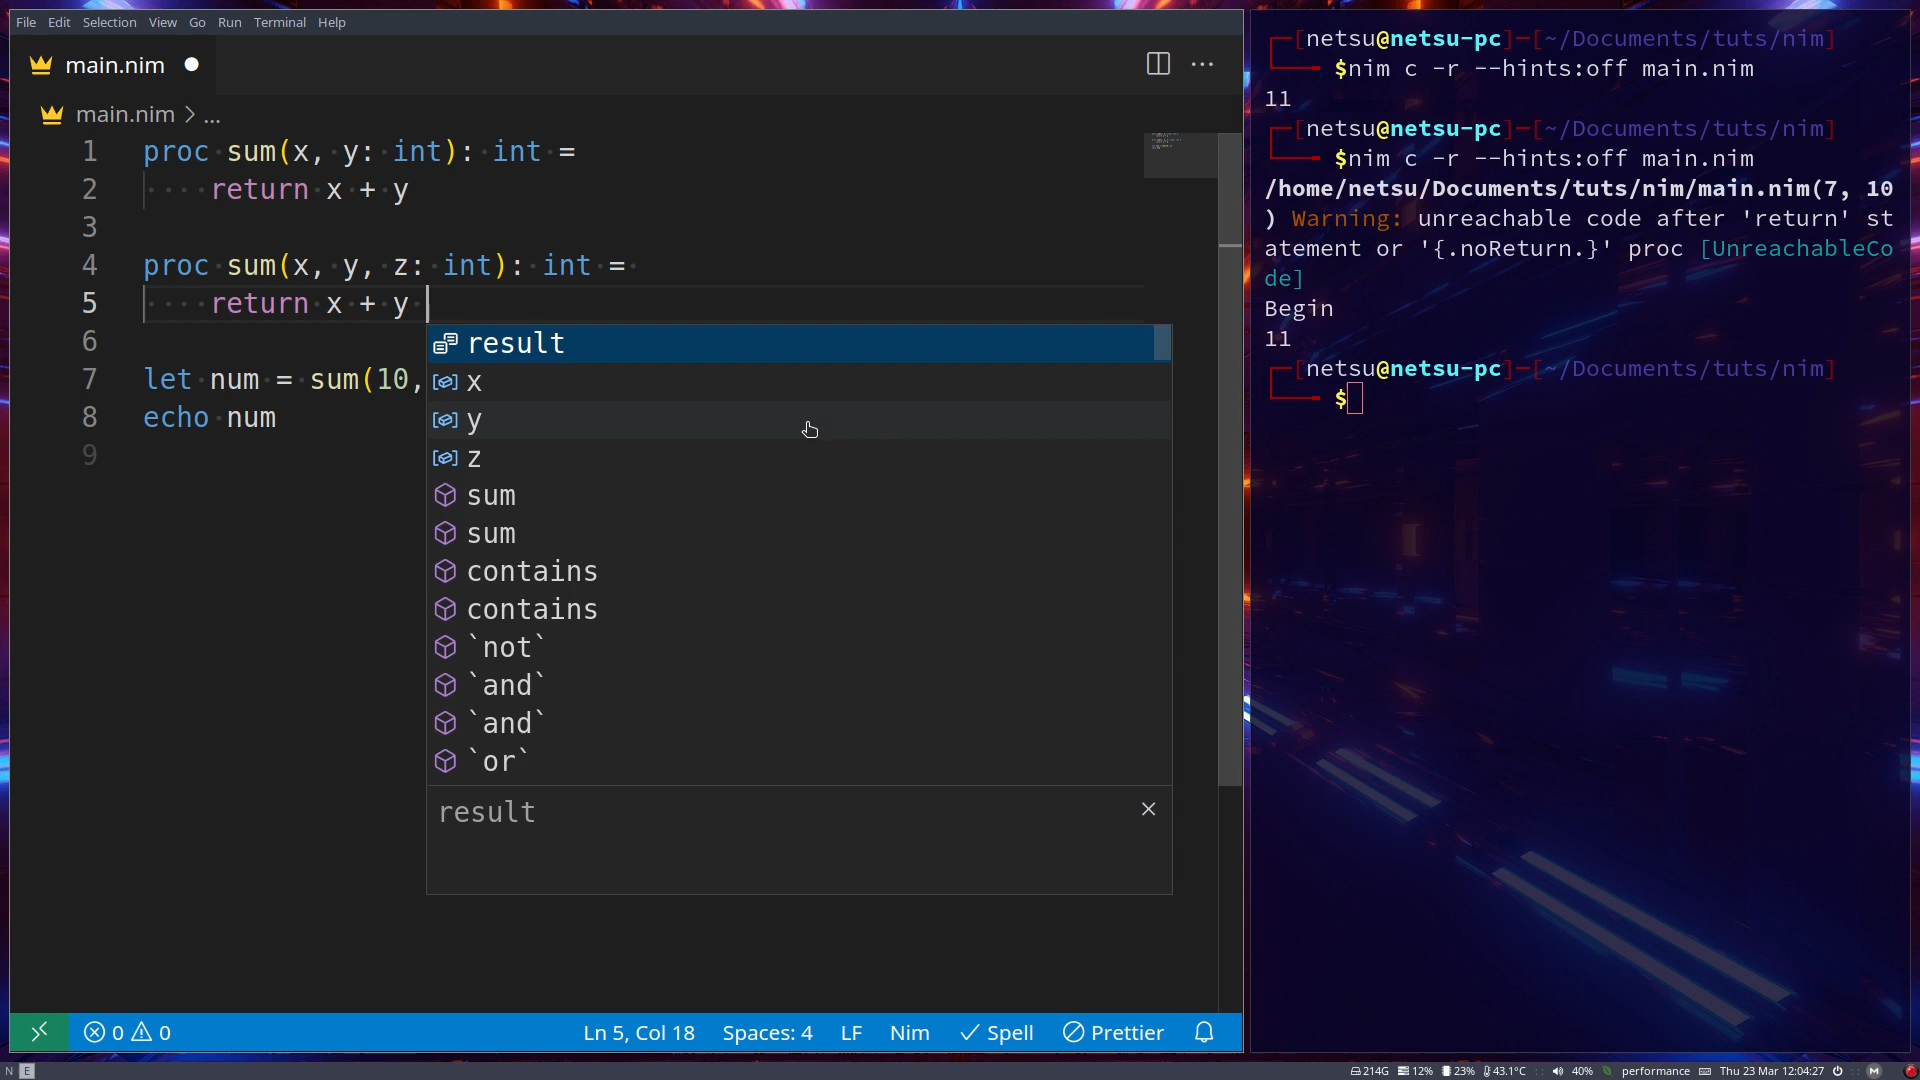 File Edit Selection View Go Run Terminal Help
main.nim
main.nim > ...
1 proc sum(x, y: int): int =
2 return x + y
3
4 proc sum(x, y, z: int): int =
5 return x + y
6
7 let num = sum(10,
8 echo num
9
result
x
y
z
sum
sum
contains
contains
`not`
`and`
`and`
`or`
result
0 0 Ln 5, Col 18 Spaces: 4 LF Nim Spell Prettier
[netsu@netsu-pc]-[~/Documents/tuts/nim]
$nim c -r --hints:off main.nim
11
[netsu@netsu-pc]-[~/Documents/tuts/nim]
$nim c -r --hints:off main.nim
/home/netsu/Documents/tuts/nim/main.nim(7, 10
) Warning: unreachable code after 'return' st
atement or '{.noReturn.}' proc [UnreachableCo
de]
Begin
11
[netsu@netsu-pc]-[~/Documents/tuts/nim]
$
N E 214G 12% 23% 43.1°C 40% performance Thu 23 Mar 12:04:27 M